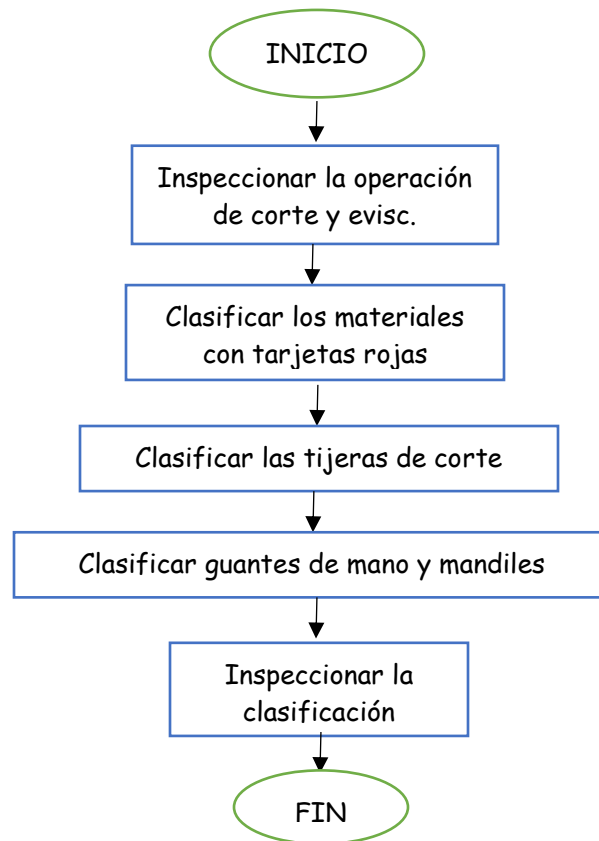 INICIO
Inspeccionar la operación
de corte y evisc.
Clasificar los materiales
con tarjetas rojas
Clasificar las tijeras de corte
Clasificar guantes de mano y mandiles
Inspeccionar la
clasificación
FIN